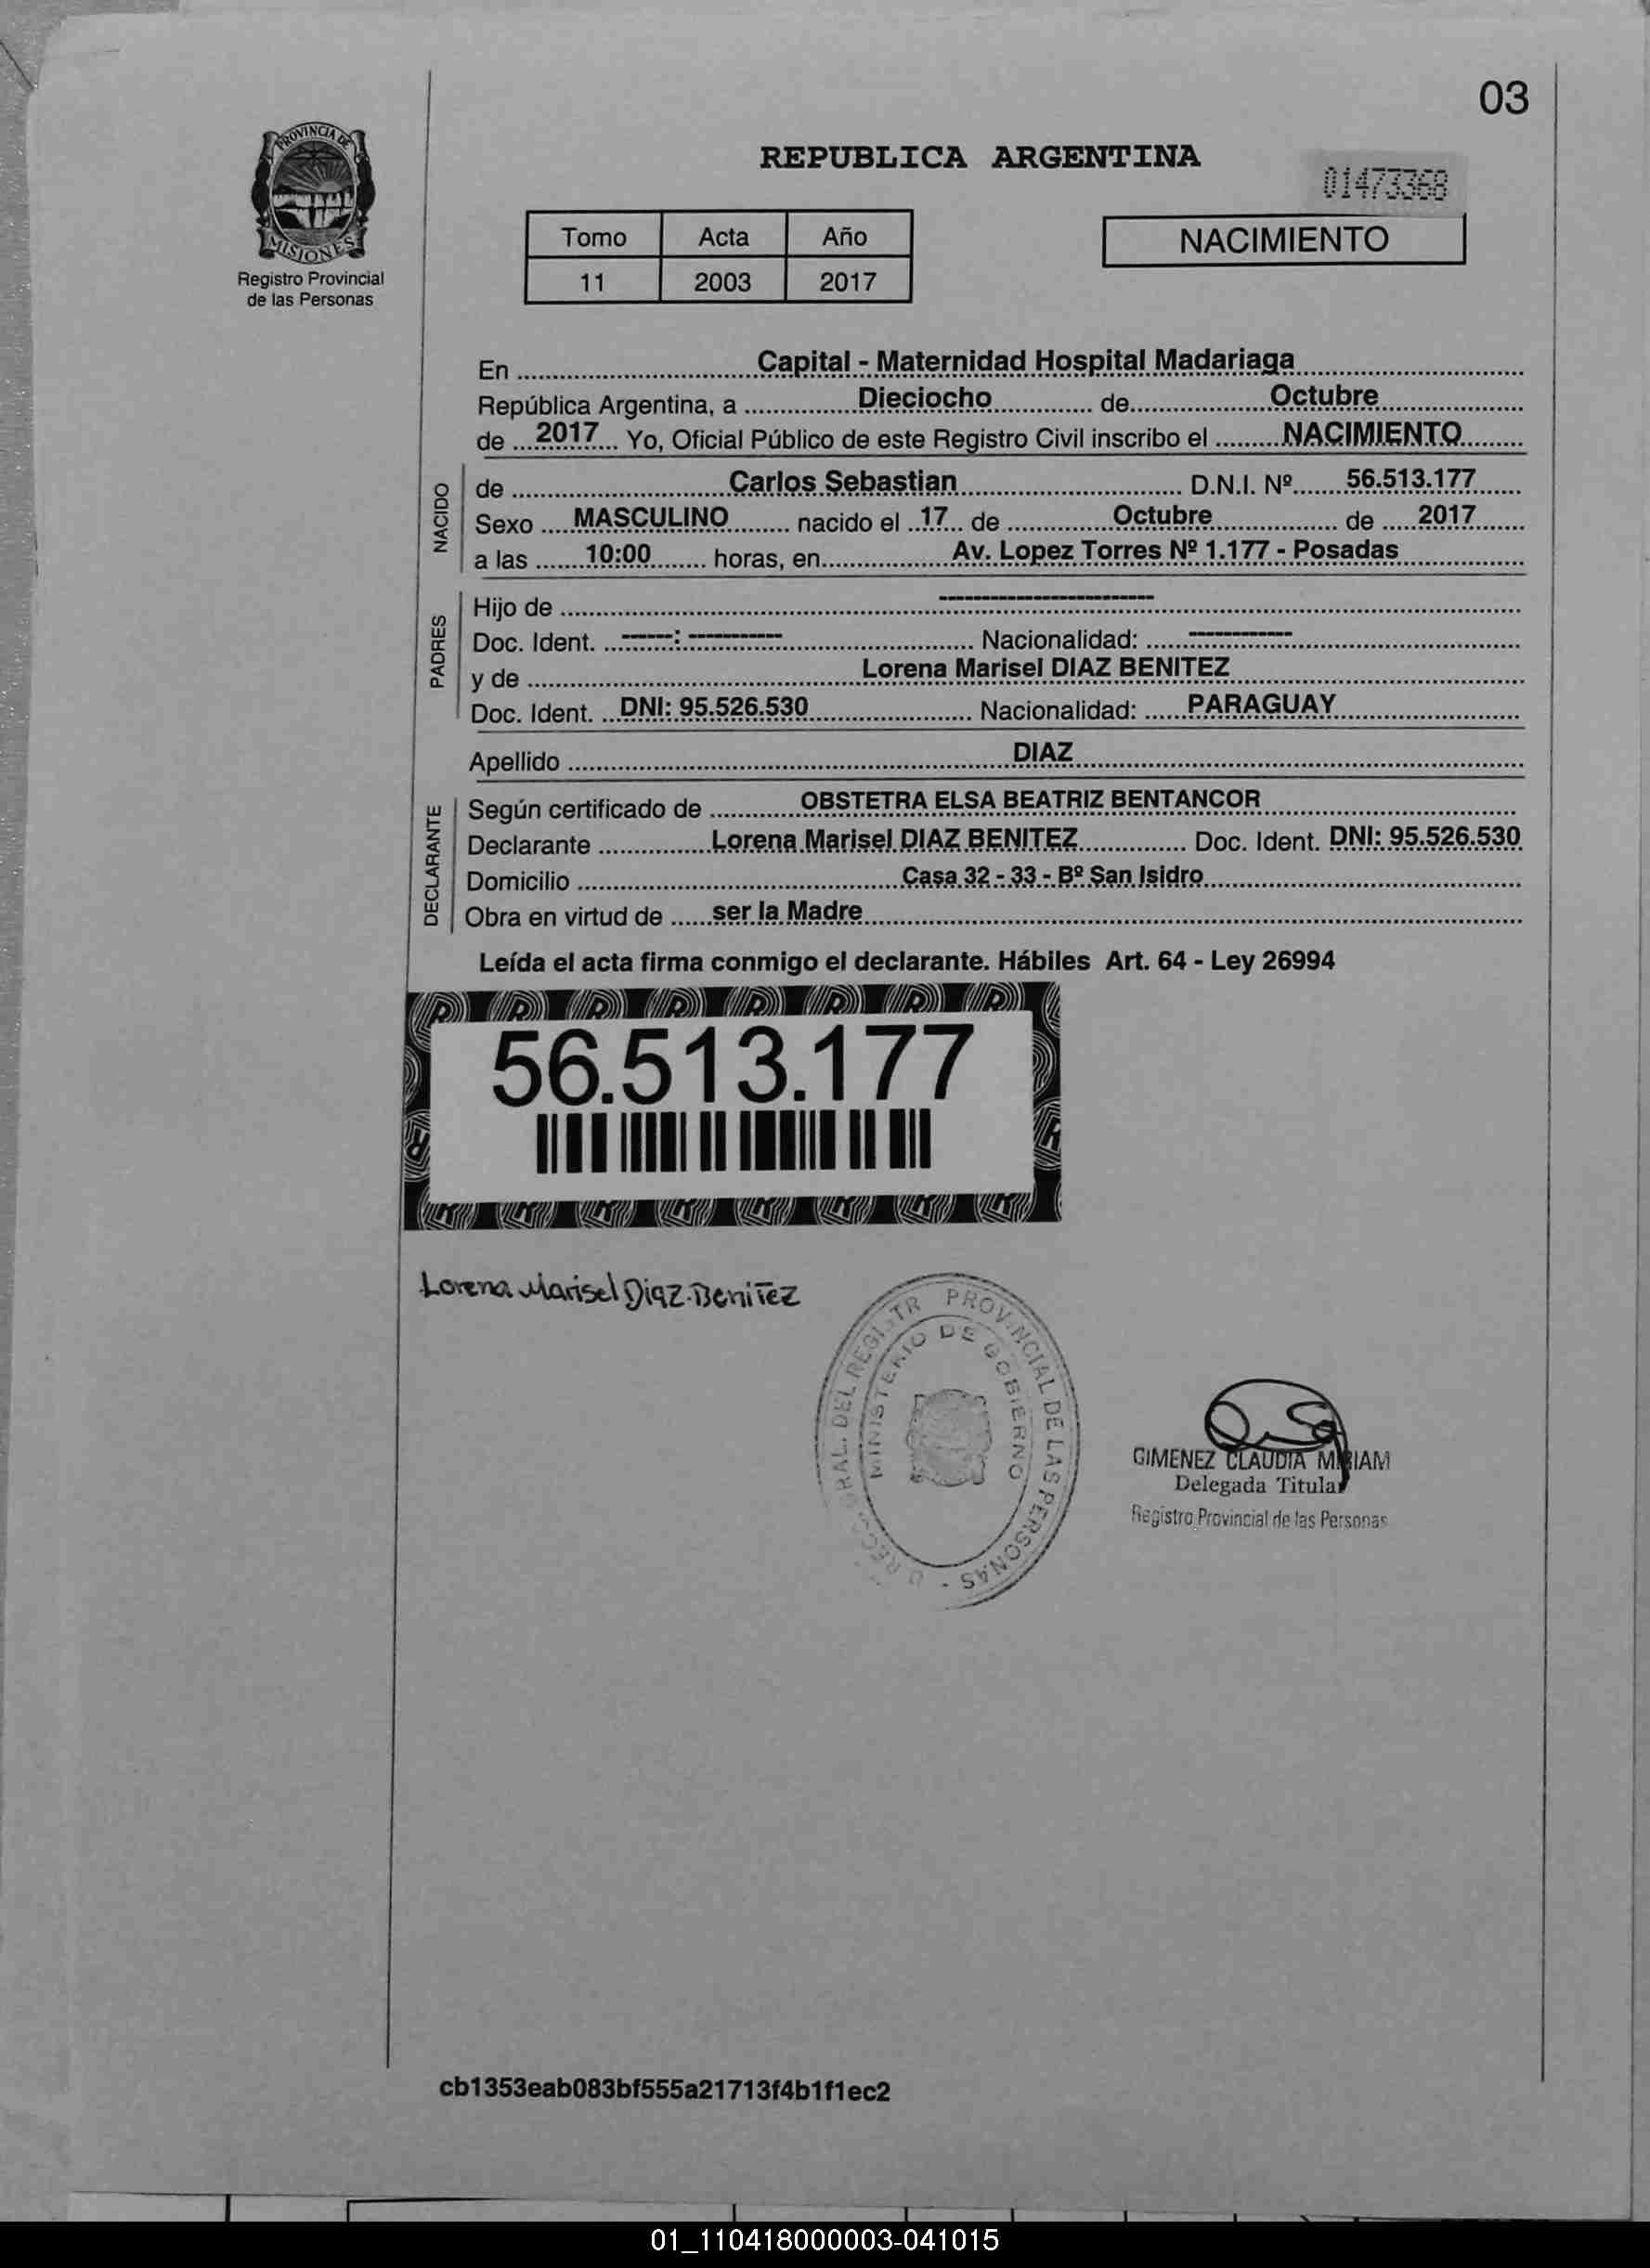 03
PROVINCIA DE
MISIONES
Registro Provincial
de las Personas
REPUBLICA ARGENTINA
01473368
Tomo Acta Año
11 2003 2017
NACIMIENTO
En Capital - Maternidad Hospital Madariaga
República Argentina, a Dieciocho de Octubre
de 2017 Yo, Oficial Público de este Registro Civil inscribo el NACIMIENTO
NACIDO
de Carlos Sebastian D.N.I. Nº 56.513.177
Sexo MASCULINO nacido el 17 de Octubre de 2017
a las 10:00 horas, en Av. Lopez Torres Nº 1.177 - Posadas
PADRES
Hijo de ------------------------
Doc. Ident. ------: ----------- Nacionalidad: ------------
y de Lorena Marisel DIAZ BENITEZ
Doc. Ident. DNI: 95.526.530 Nacionalidad: PARAGUAY
Apellido DIAZ
DECLARANTE
Según certificado de OBSTETRA ELSA BEATRIZ BENTANCOR
Declarante Lorena Marisel DIAZ BENITEZ Doc. Ident. DNI: 95.526.530
Domicilio Casa 32 - 33 - Bº San Isidro
Obra en virtud de ser la Madre
Leída el acta firma conmigo el declarante. Hábiles Art. 64 - Ley 26994
56.513.177
Lorena Marisel Diaz Benitez
RAL. DEL REGISTR PROVINCIAL DE LAS PERSONAS -
MINISTERIO DE GOBIERNO
GIMENEZ CLAUDIA MIRIAM
Delegada Titular
Registro Provincial de las Personas
cb1353eab083bf555a21713f4b1f1ec2
01_110418000003-041015